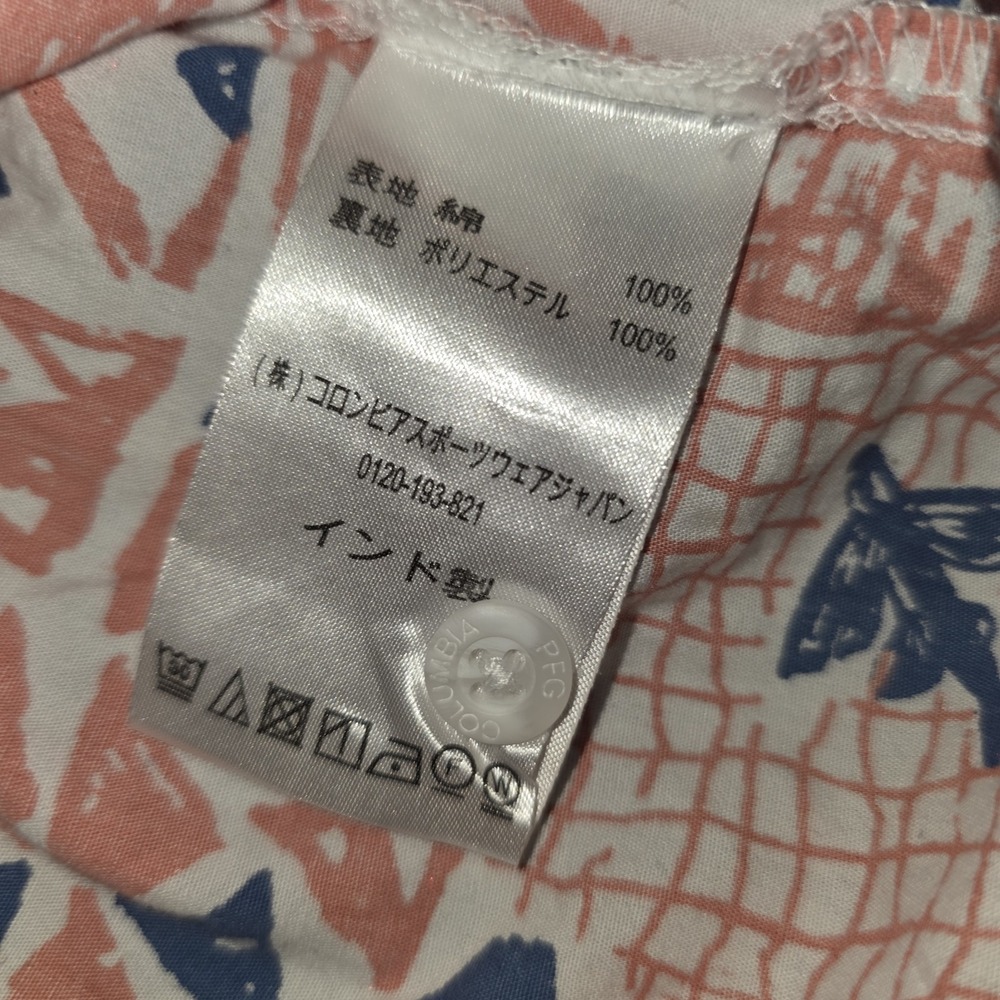 表地 綿 100%
裏地 ポリエステル 100%
(株)コロンビアスポーツウェアジャパン
0120-193-821
インド製
COLUMBIA PFG
30
F
W